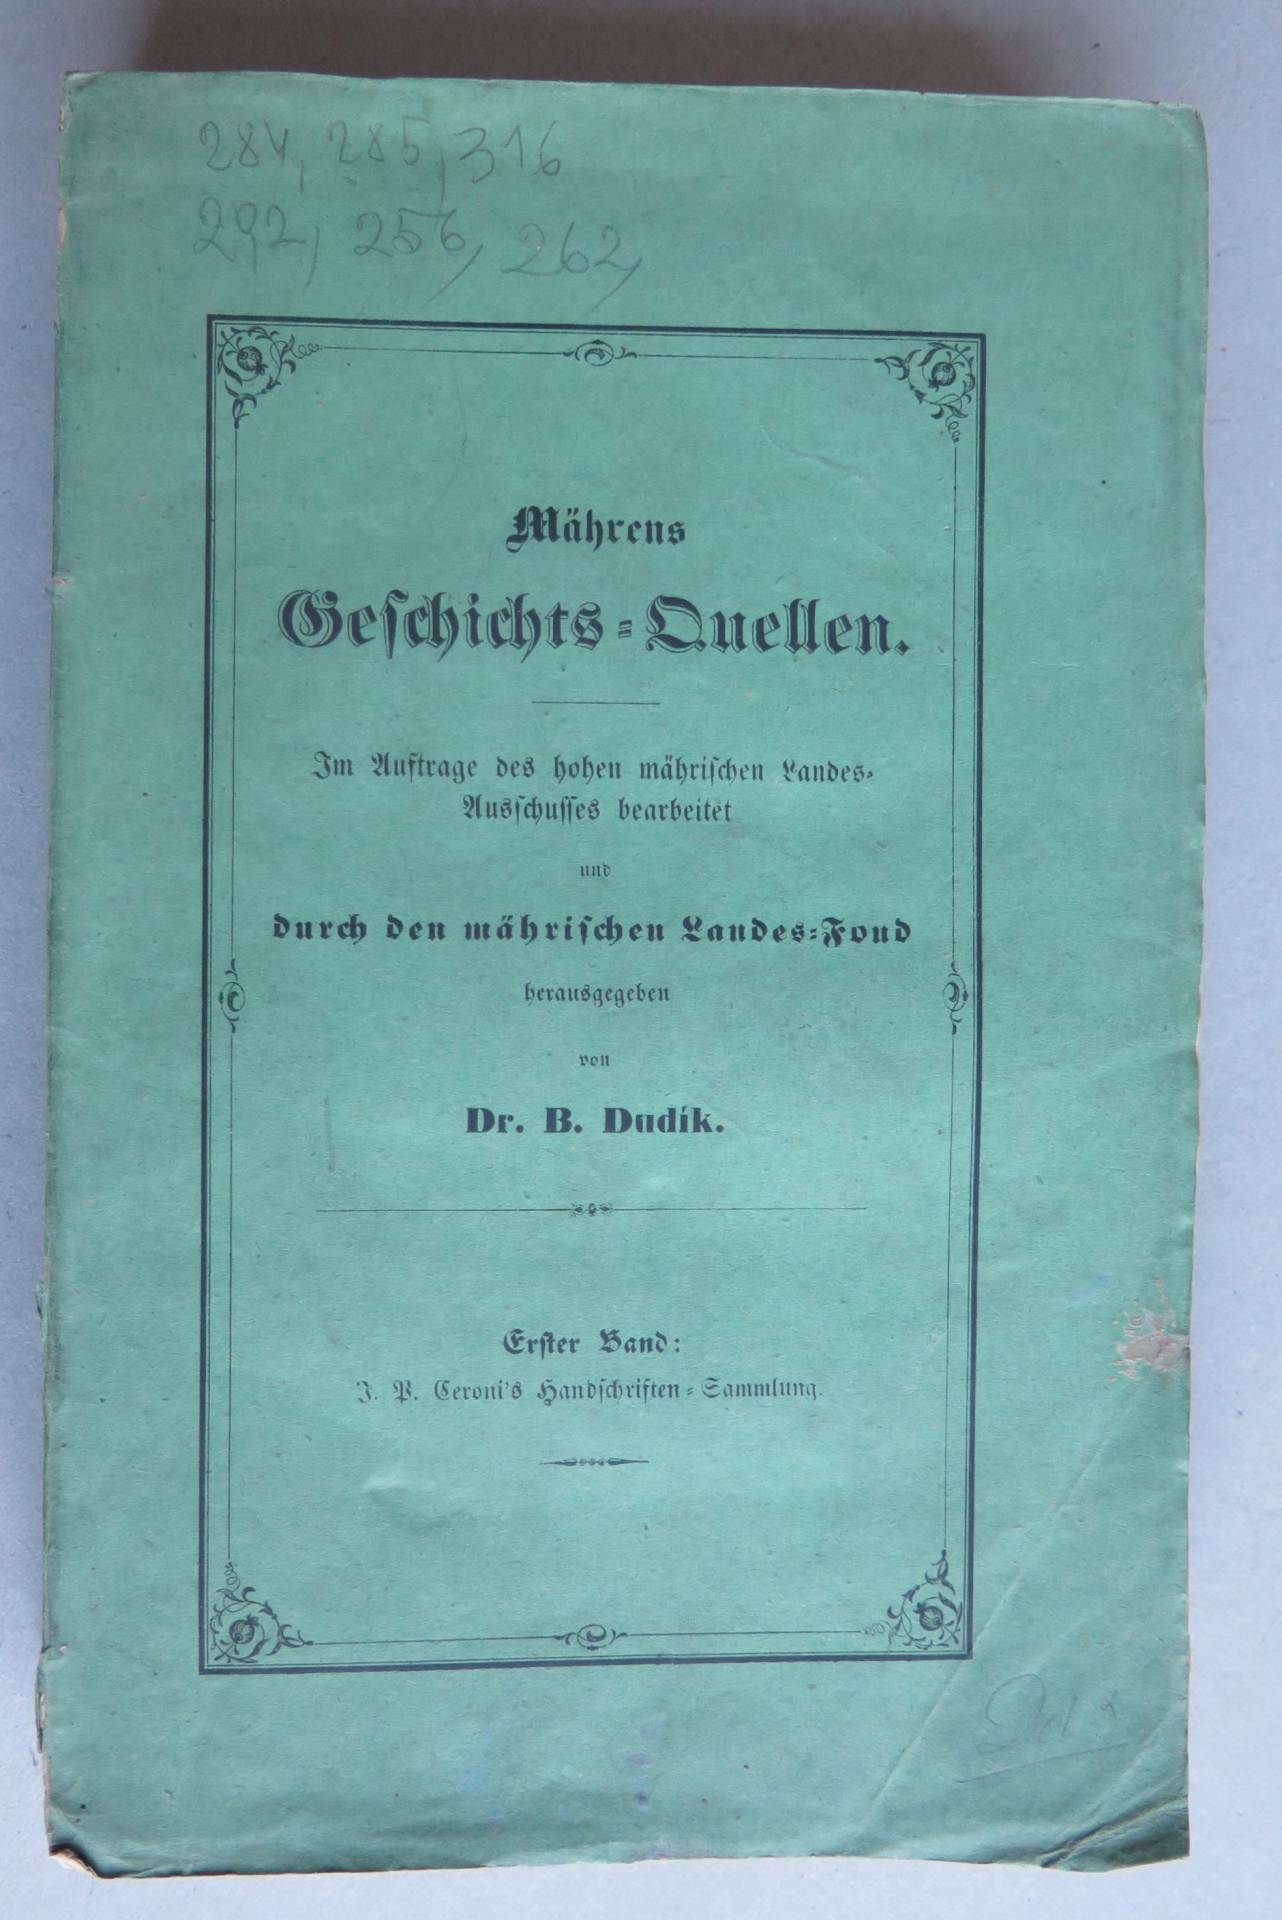 284, 285, 316
292, 256, 262,
Mährens
Geſchichts=Quellen.
Im Auftrage des hohen mähriſchen Landes=
Ausſchuſſes bearbeitet
und
durch den mähriſchen Landes=Fond
herausgegeben
von
Dr. B. Dudík.
Erſter Band:
J. P. Ceroni's Handſchriften=Sammlung.